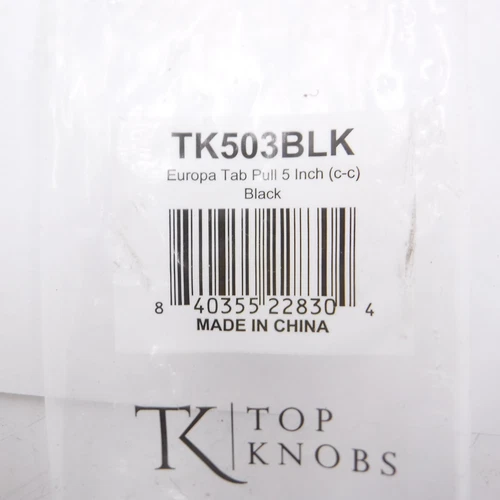 TK503BLK
Europa Tab Pull 5 Inch (c-c)
Black
8 40355 22830 4
MADE IN CHINA
TK TOP
KNOBS